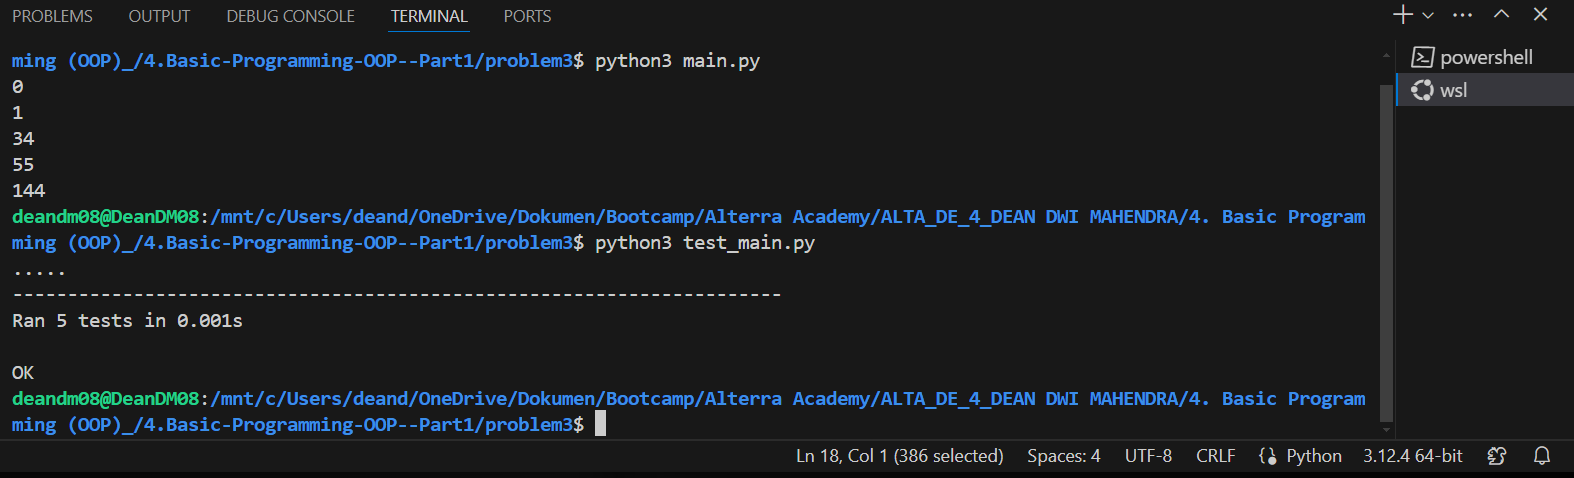 PROBLEMS OUTPUT DEBUG CONSOLE TERMINAL PORTS
ming (OOP)_/4.Basic-Programming-OOP--Part1/problem3$ python3 main.py
0
1
34
55
144
deandm08@DeanDM08:/mnt/c/Users/deand/OneDrive/Dokumen/Bootcamp/Alterra Academy/ALTA_DE_4_DEAN DWI MAHENDRA/4. Basic Program
ming (OOP)_/4.Basic-Programming-OOP--Part1/problem3$ python3 test_main.py
.....
----------------------------------------------------------------------
Ran 5 tests in 0.001s
OK
deandm08@DeanDM08:/mnt/c/Users/deand/OneDrive/Dokumen/Bootcamp/Alterra Academy/ALTA_DE_4_DEAN DWI MAHENDRA/4. Basic Program
ming (OOP)_/4.Basic-Programming-OOP--Part1/problem3$
powershell
wsl
Ln 18, Col 1 (386 selected) Spaces: 4 UTF-8 CRLF Python 3.12.4 64-bit